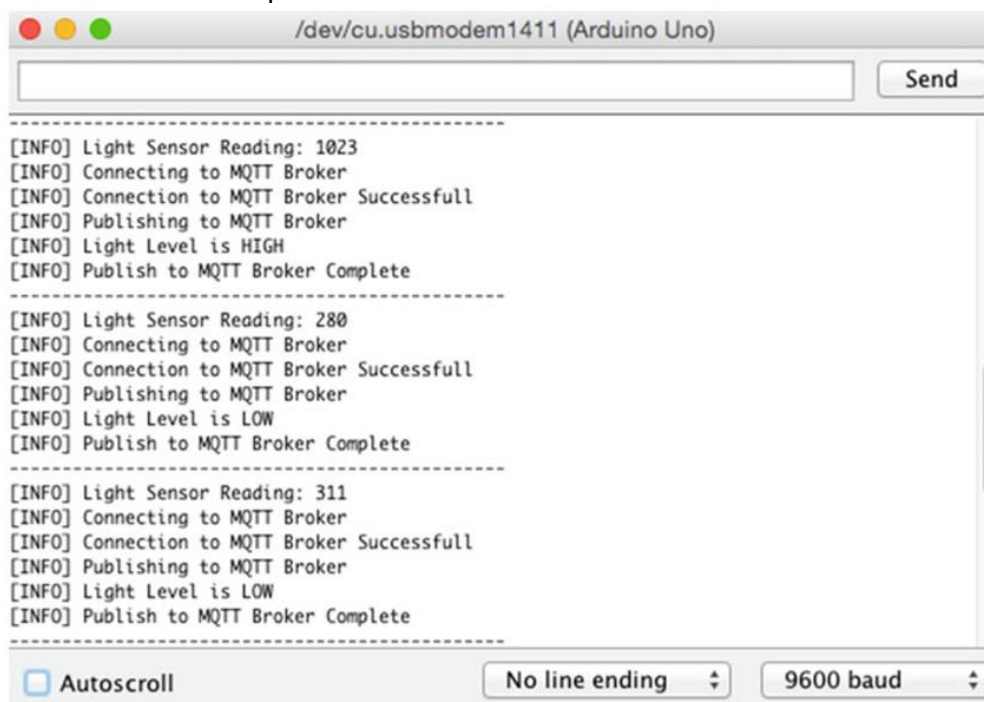 /dev/cu.usbmodem1411 (Arduino Uno)
Send
------------------------------------------------
[INFO] Light Sensor Reading: 1023
[INFO] Connecting to MQTT Broker
[INFO] Connection to MQTT Broker Successfull
[INFO] Publishing to MQTT Broker
[INFO] Light Level is HIGH
[INFO] Publish to MQTT Broker Complete
------------------------------------------------
[INFO] Light Sensor Reading: 280
[INFO] Connecting to MQTT Broker
[INFO] Connection to MQTT Broker Successfull
[INFO] Publishing to MQTT Broker
[INFO] Light Level is LOW
[INFO] Publish to MQTT Broker Complete
------------------------------------------------
[INFO] Light Sensor Reading: 311
[INFO] Connecting to MQTT Broker
[INFO] Connection to MQTT Broker Successfull
[INFO] Publishing to MQTT Broker
[INFO] Light Level is LOW
[INFO] Publish to MQTT Broker Complete
------------------------------------------------
Autoscroll No line ending 9600 baud